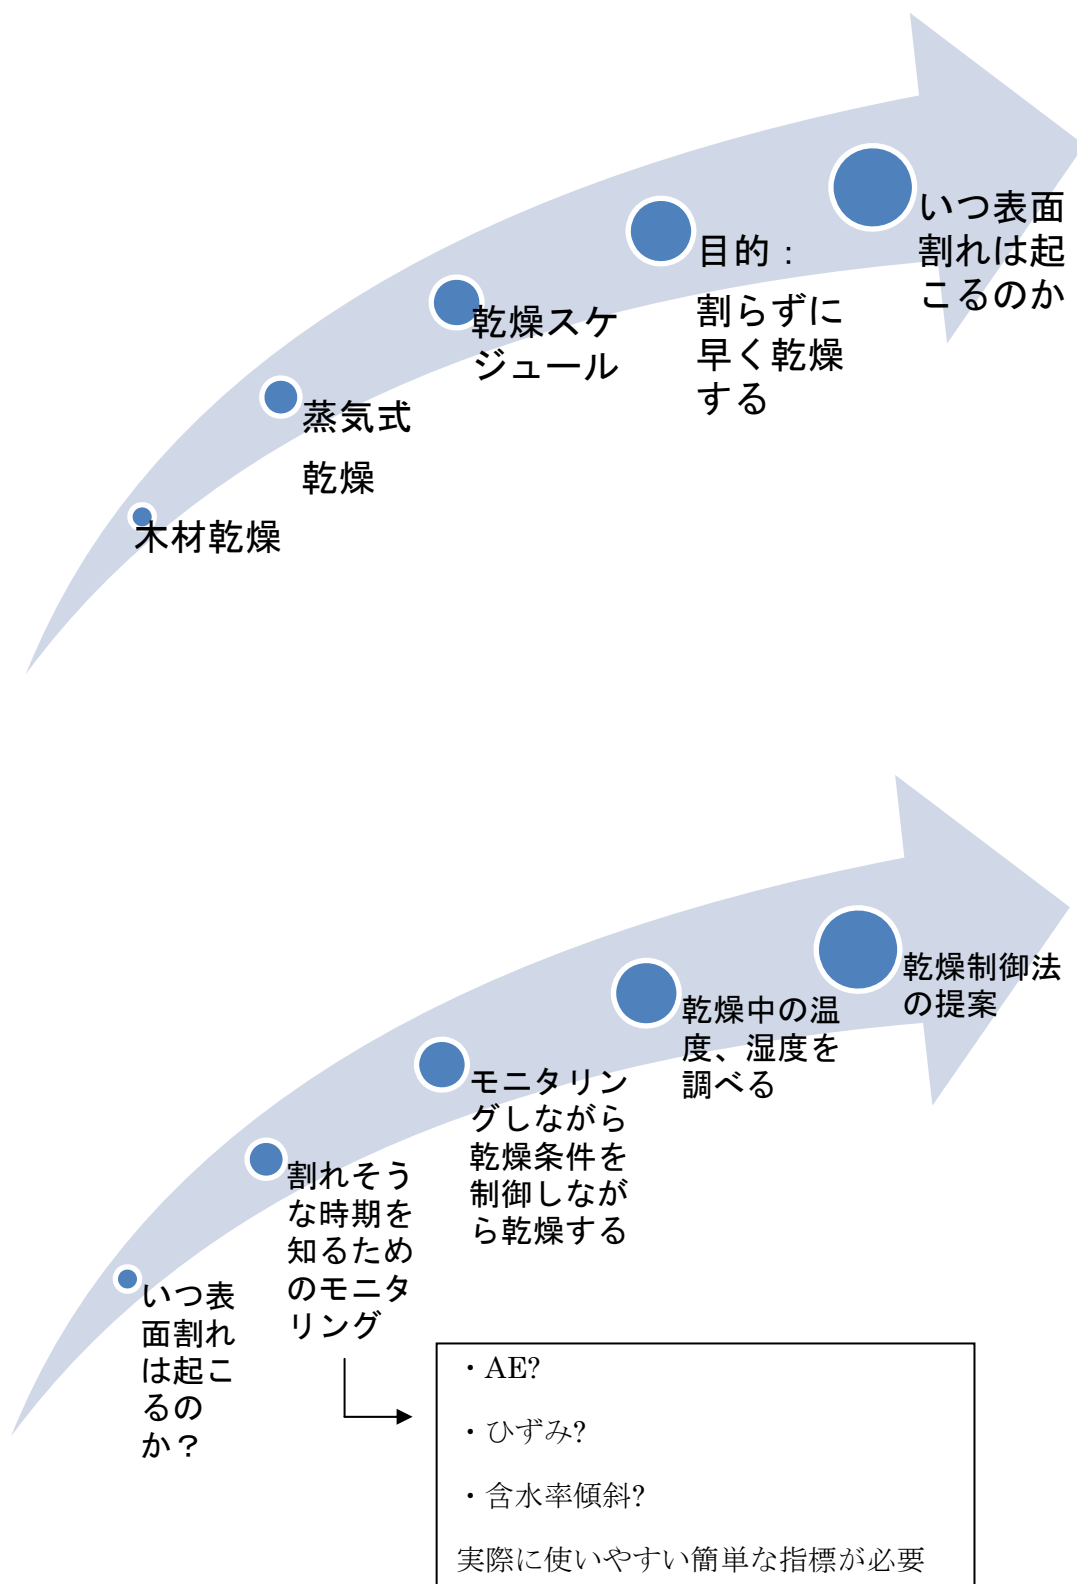 木材乾燥
蒸気式
乾燥
乾燥スケ
ジュール
目的：
割らずに
早く乾燥
する
いつ表面
割れは起
こるのか
いつ表
面割れ
は起こ
るの
か？
割れそう
な時期を
知るため
のモニタ
リング
モニタリン
グしながら
乾燥条件を
制御しなが
ら乾燥する
乾燥中の温
度、湿度を
調べる
乾燥制御法
の提案
・AE?
・ひずみ?
・含水率傾斜?
実際に使いやすい簡単な指標が必要